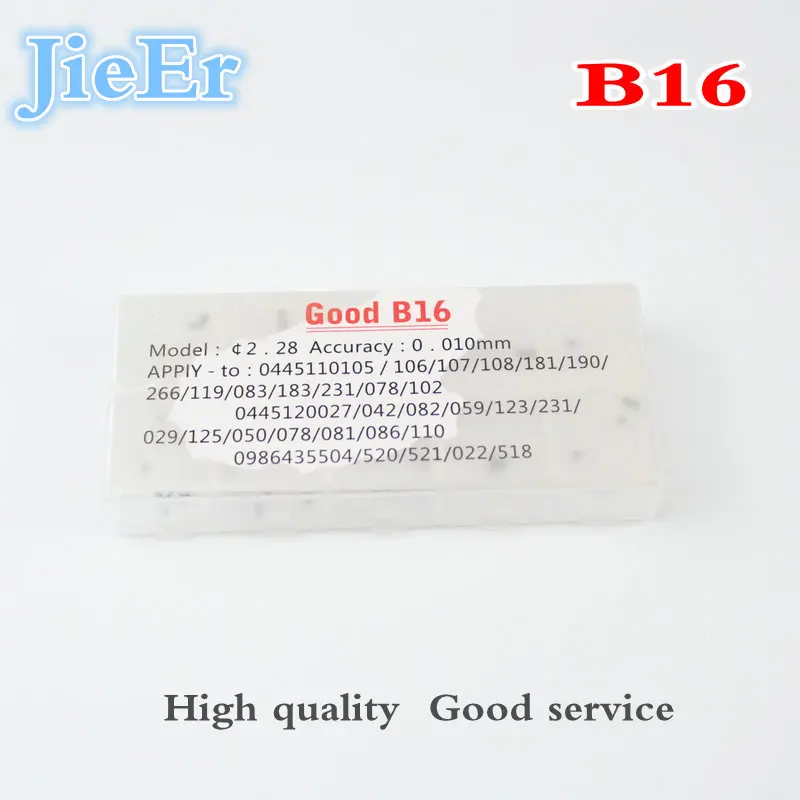 JieEr
B16
Good B16
Model : ¢2 . 28 Accuracy : 0 . 010mm
APPIY - to : 0445110105 / 106/107/108/181/190/
266/119/083/183/231/078/102
0445120027/042/082/059/123/231/
029/125/050/078/081/086/110
0986435504/520/521/022/518
High quality Good service